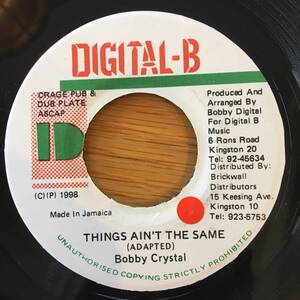 DIGITAL-B
CRAGE PUB &
DUB PLATE
ASCAP
ID
(C)(P) 1998
Made In Jamaica
Produced And
Arranged By
Bobby Digital
For Digital B
Music
6 Rons Road
Kingston 20
Tel: 92-45634
Distributed By:
Brickwall
Distributors
15 Keesing Ave.
Kingston 10
Tel: 923-5753
THINGS AIN'T THE SAME
(ADAPTED)
Bobby Crystal
UNAUTHORISED COPYING STRICTLY PROHIBITED